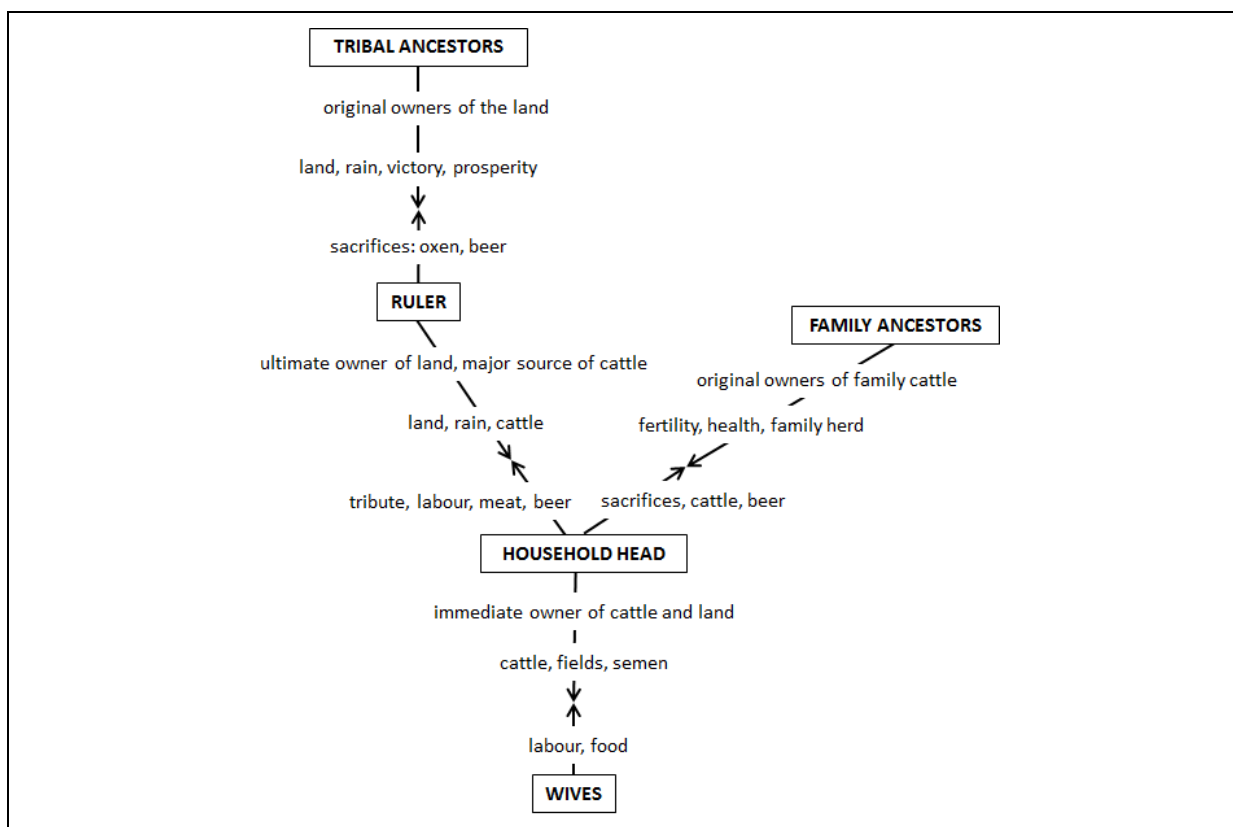 TRIBAL ANCESTORS
original owners of the land
land, rain, victory, prosperity
sacrifices: oxen, beer
RULER
FAMILY ANCESTORS
ultimate owner of land, major source of cattle
original owners of family cattle
land, rain, cattle
fertility, health, family herd
tribute, labour, meat, beer
sacrifices, cattle, beer
HOUSEHOLD HEAD
immediate owner of cattle and land
cattle, fields, semen
labour, food
WIVES